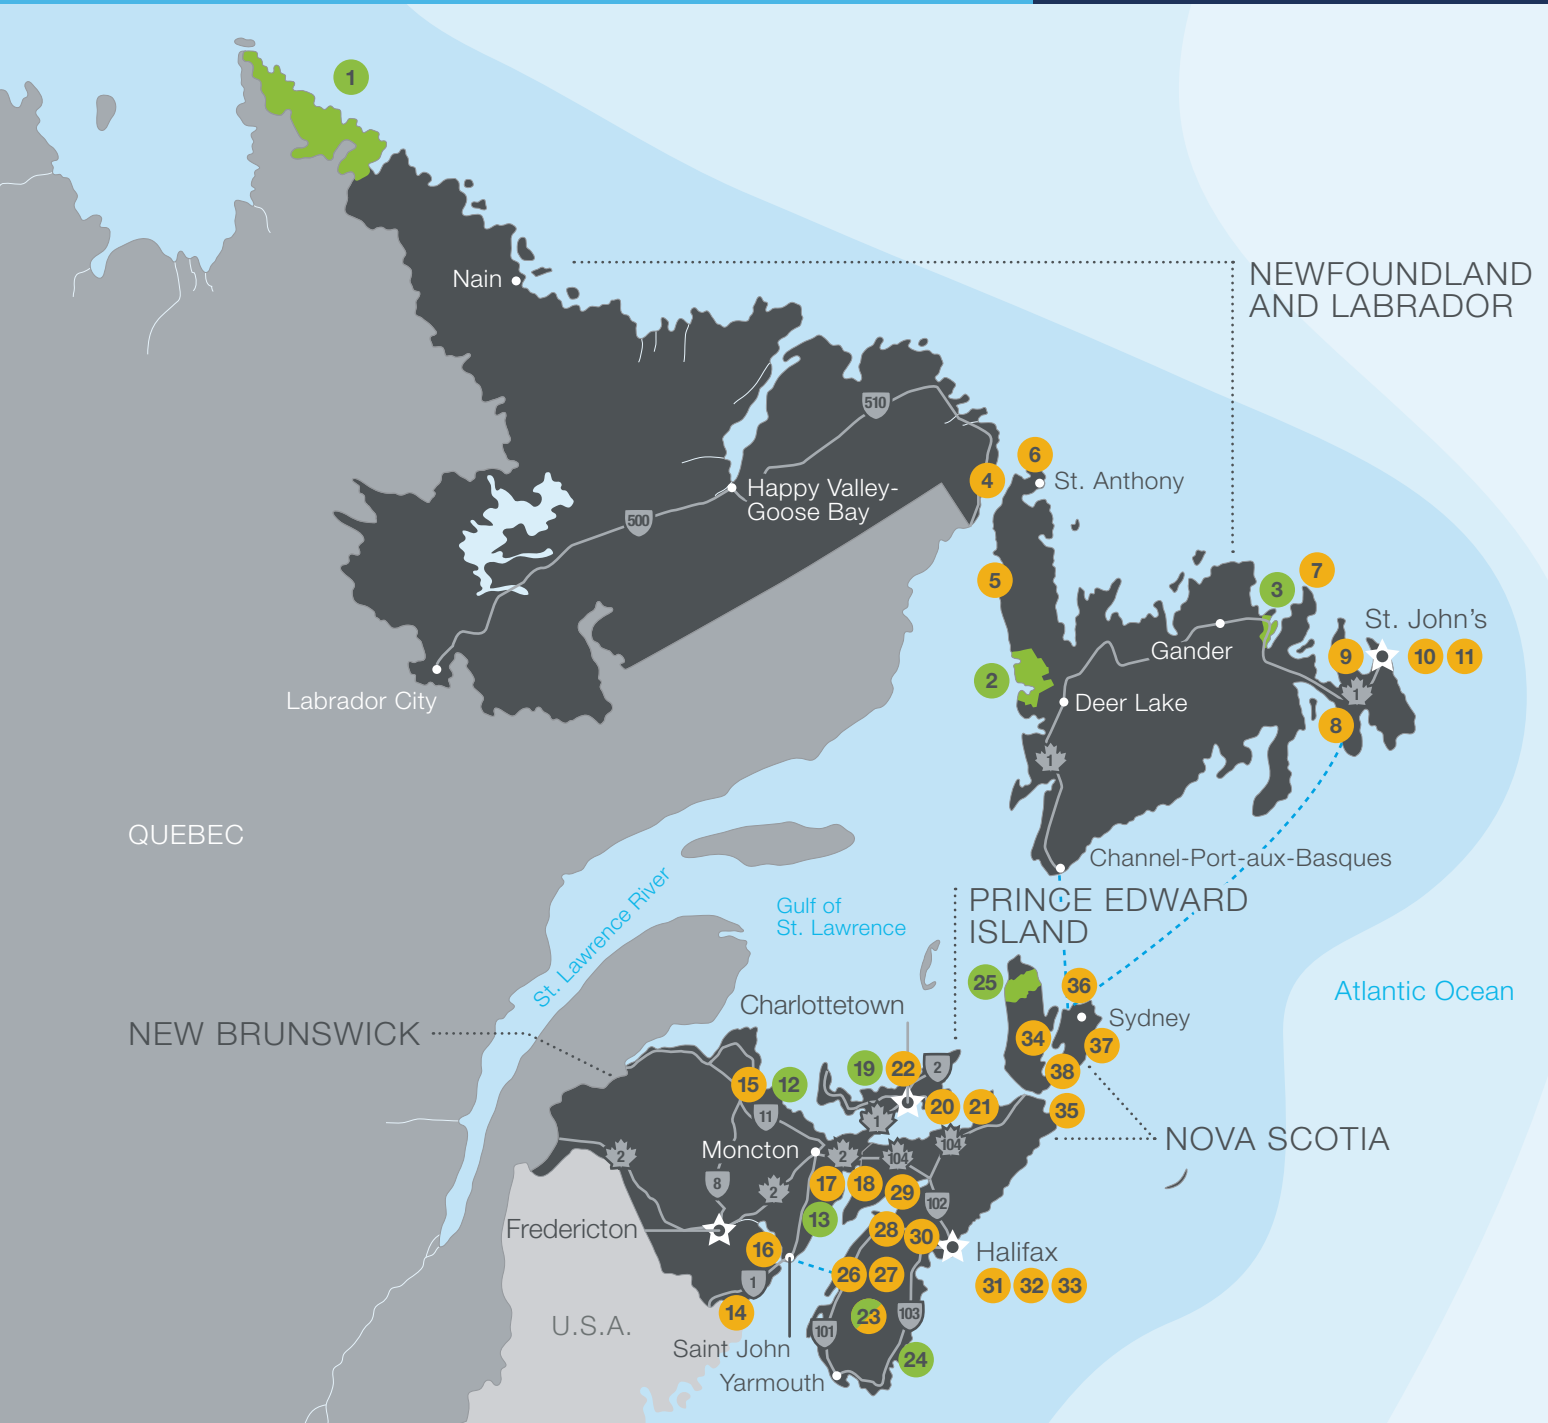 1
Nain
NEWFOUNDLAND
AND LABRADOR
510
6
4
St. Anthony
Happy Valley-
Goose Bay
500
5
7
3
St. John's
Gander
9
10
11
2
1
Labrador City
Deer Lake
8
1
QUEBEC
Channel-Port-aux-Basques
St. Lawrence River
Gulf of
St. Lawrence
PRINCE EDWARD
ISLAND
25
36
Atlantic Ocean
Charlottetown
Sydney
NEW BRUNSWICK
34
37
19
22
2
38
15
12
20
21
35
11
1
104
NOVA SCOTIA
Moncton
2
2
104
8
2
17
18
29
102
13
Fredericton
28
30
16
Halifax
26
27
1
31
32
33
14
23
103
U.S.A.
101
Saint John
24
Yarmouth